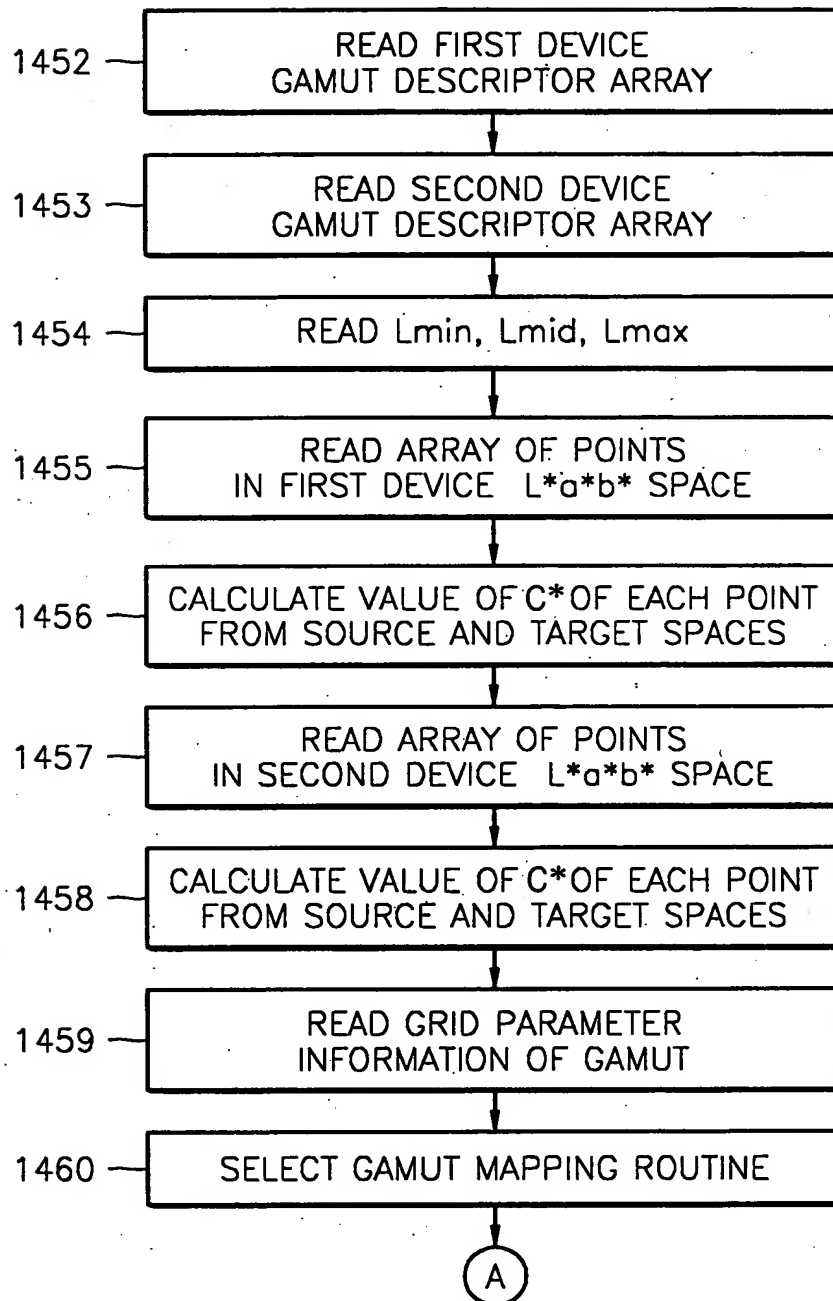 1452
READ FIRST DEVICE
GAMUT DESCRIPTOR ARRAY
1453
READ SECOND DEVICE
GAMUT DESCRIPTOR ARRAY
1454
READ Lmin, Lmid, Lmax
1455
READ ARRAY OF POINTS
IN FIRST DEVICE L*a*b* SPACE
1456
CALCULATE VALUE OF C* OF EACH POINT
FROM SOURCE AND TARGET SPACES
1457
READ ARRAY OF POINTS
IN SECOND DEVICE L*a*b* SPACE
1458
CALCULATE VALUE OF C* OF EACH POINT
FROM SOURCE AND TARGET SPACES
1459
READ GRID PARAMETER
INFORMATION OF GAMUT
1460
SELECT GAMUT MAPPING ROUTINE
A